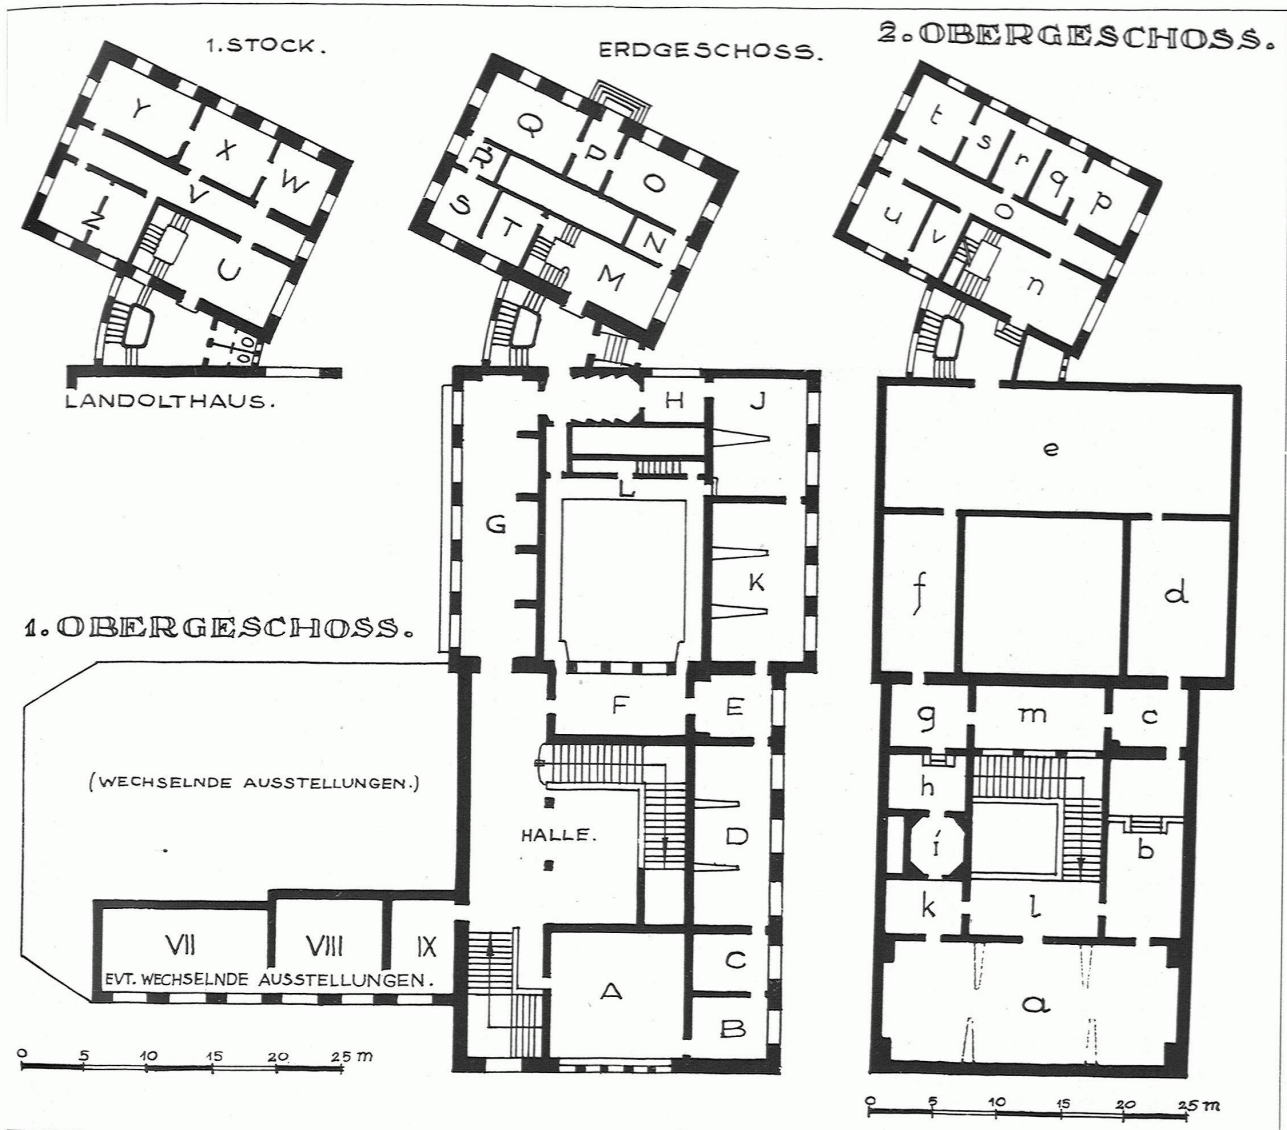 1. STOCK.
ERDGESCHOSS.
2. OBERGESCHOSS.
Y
X
W
V
Z
U
Q
P
O
R
S
T
N
M
t
s
r
q
p
o
u
v
n
LANDOLTHAUS.
H
J
L
G
K
e
f
d
1. OBERGESCHOSS.
F
E
g
m
c
(WECHSELNDE AUSSTELLUNGEN.)
HALLE.
D
h
i
b
k
l
VII
VIII
IX
EVT. WECHSELNDE AUSSTELLUNGEN.
A
C
B
a
0 5 10 15 20 25 m
0 5 10 15 20 25 m